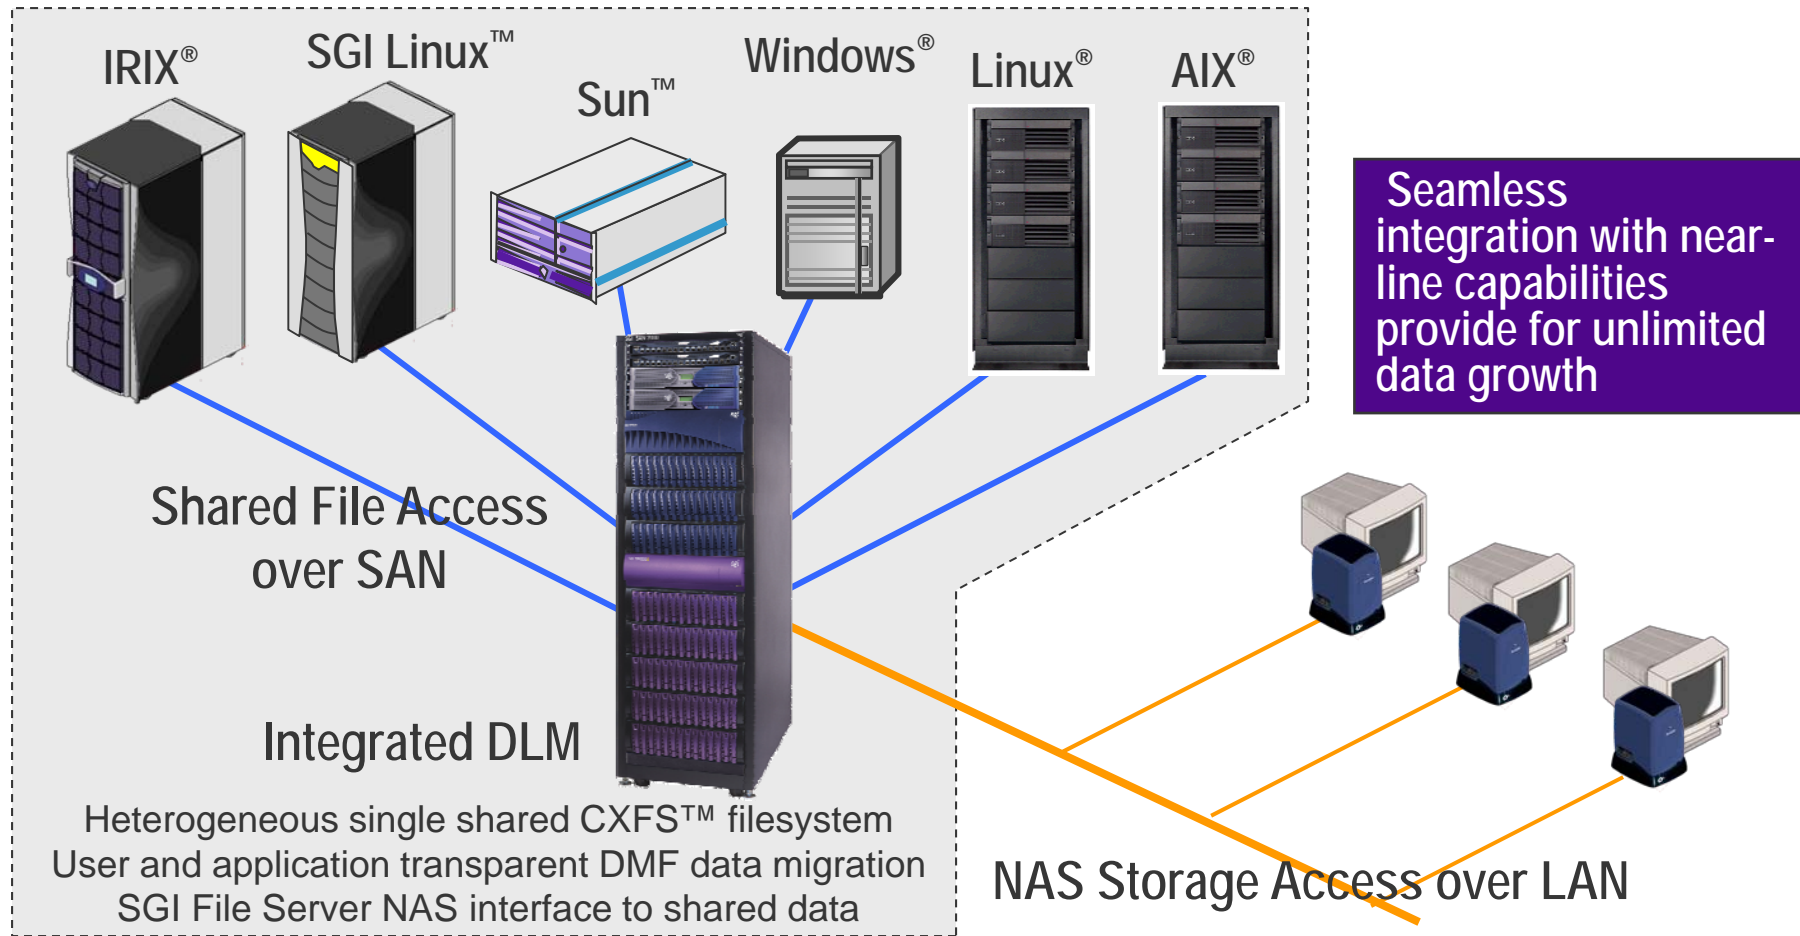 IRIX®
SGI Linux™
Sun™
Windows®
Linux®
AIX®
Seamless
integration with near-
line capabilities
provide for unlimited
data growth
Shared File Access
over SAN
Integrated DLM
Heterogeneous single shared CXFS™ filesystem
User and application transparent DMF data migration
SGI File Server NAS interface to shared data
NAS Storage Access over LAN